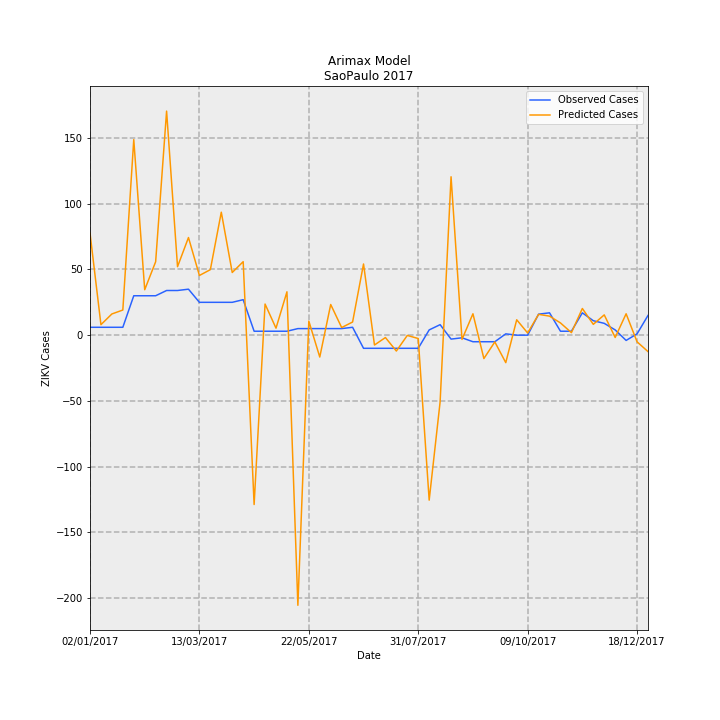 Arimax Model
SaoPaulo 2017
Observed Cases
Predicted Cases
ZIKV Cases
150
100
50
0
−50
−100
−150
−200
02/01/2017 13/03/2017 22/05/2017 31/07/2017 09/10/2017 18/12/2017
Date